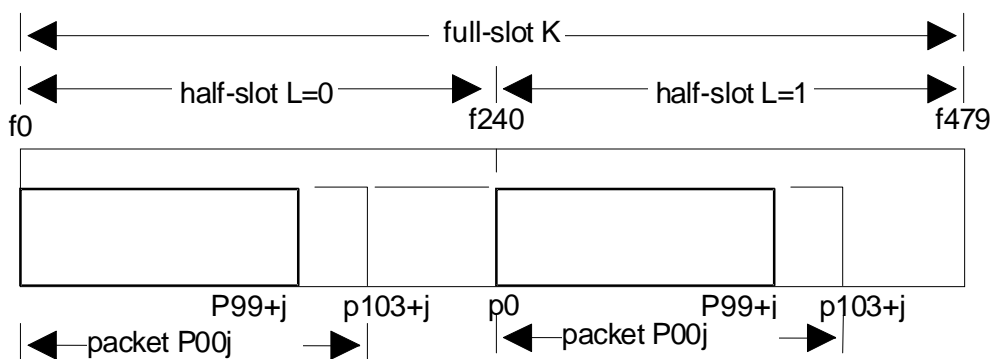 full-slot K
half-slot L=0 half-slot L=1
f0 f240 f479
P99+j p103+j p0 P99+j p103+j
packet P00j packet P00j